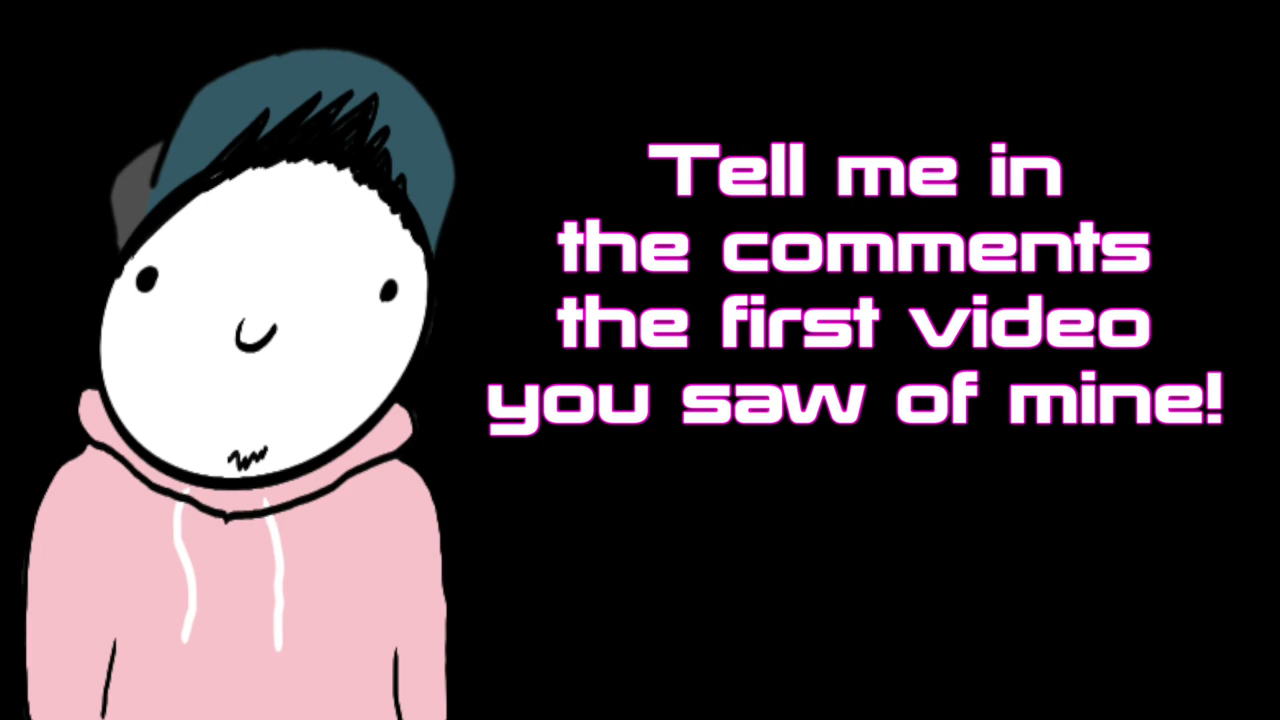 Tell me in
the comments
the first video
you saw of mine!